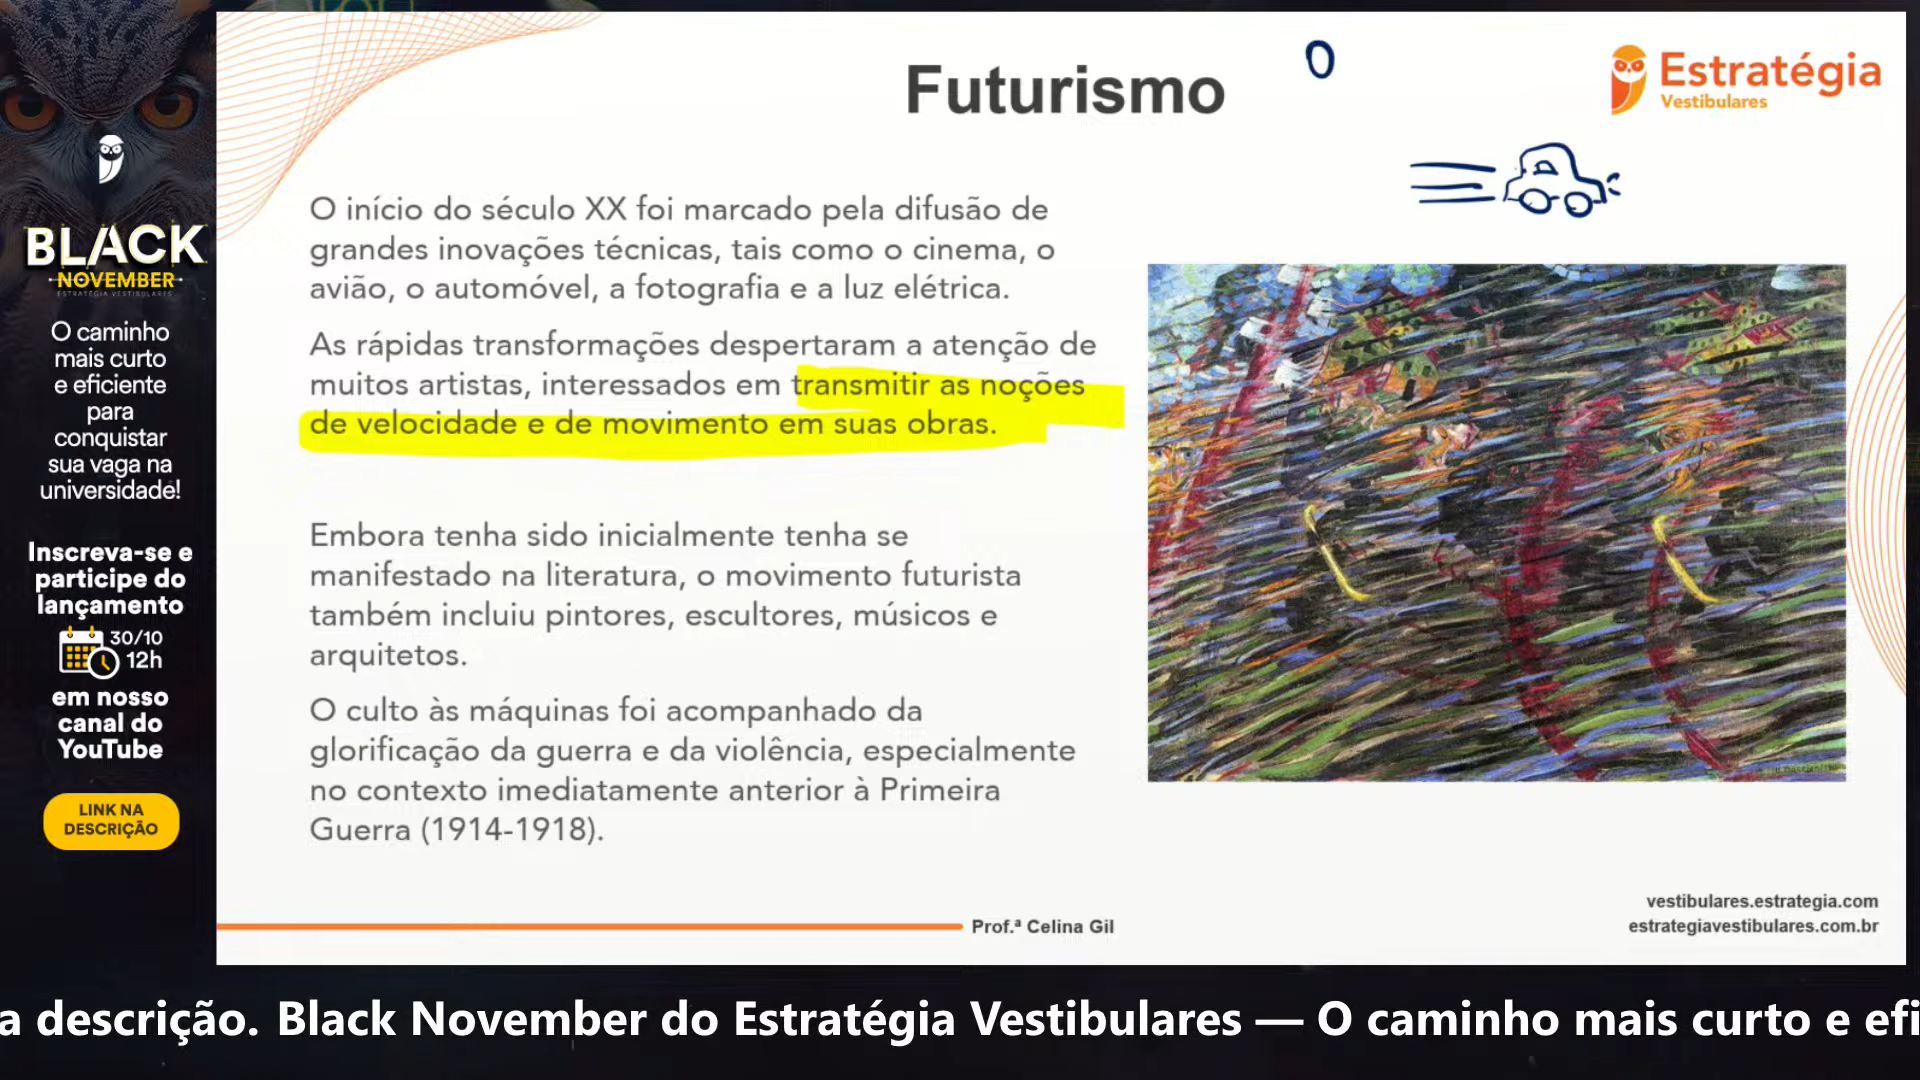 BLACK
NOVEMBER
ESTRATÉGIA VESTIBULARES
O caminho
mais curto
e eficiente
para
conquistar
sua vaga na
universidade!
Inscreva-se e
participe do
lançamento
30/10
12h
em nosso
canal do
YouTube
LINK NA
DESCRIÇÃO
Futurismo
Estratégia
Vestibulares
O início do século XX foi marcado pela difusão de
grandes inovações técnicas, tais como o cinema, o
avião, o automóvel, a fotografia e a luz elétrica.
As rápidas transformações despertaram a atenção de
muitos artistas, interessados em transmitir as noções
de velocidade e de movimento em suas obras.
Embora tenha sido inicialmente tenha se
manifestado na literatura, o movimento futurista
também incluiu pintores, escultores, músicos e
arquitetos.
O culto às máquinas foi acompanhado da
glorificação da guerra e da violência, especialmente
no contexto imediatamente anterior à Primeira
Guerra (1914-1918).
Prof.ª Celina Gil
vestibulares.estrategia.com
estrategiavestibulares.com.br
a descrição. Black November do Estratégia Vestibulares — O caminho mais curto e efi